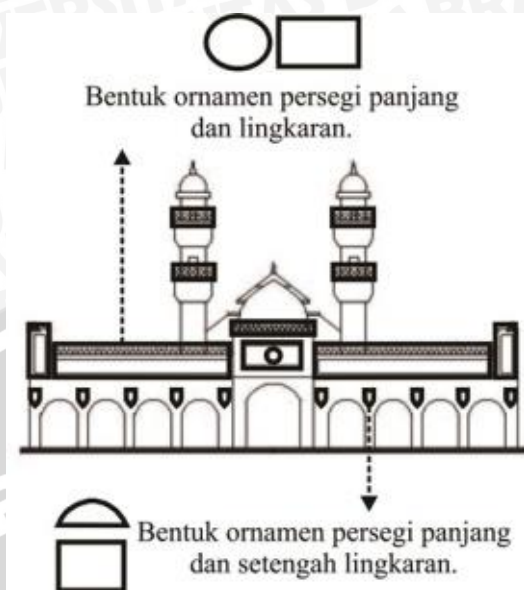 Bentuk ornamen persegi panjang
dan lingkaran.
Bentuk ornamen persegi panjang
dan setengah lingkaran.